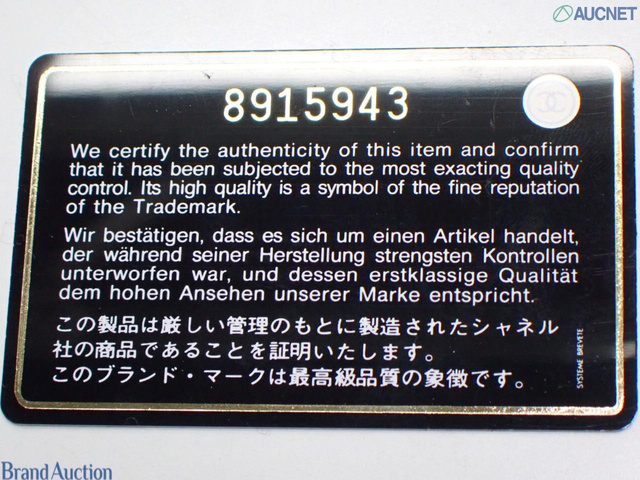 AUCNET
8915943
We certify the authenticity of this item and confirm
that it has been subjected to the most exacting quality
control. Its high quality is a symbol of the fine reputation
of the Trademark.
Wir bestätigen, dass es sich um einen Artikel handelt,
der während seiner Herstellung strengsten Kontrollen
unterworfen war, und dessen erstklassige Qualität
dem hohen Ansehen unserer Marke entspricht.
この製品は厳しい管理のもとに製造されたシャネル
社の商品であることを証明いたします。
このブランド・マークは最高級品質の象徴です。
SYSTEME BREVETE
Brand Auction